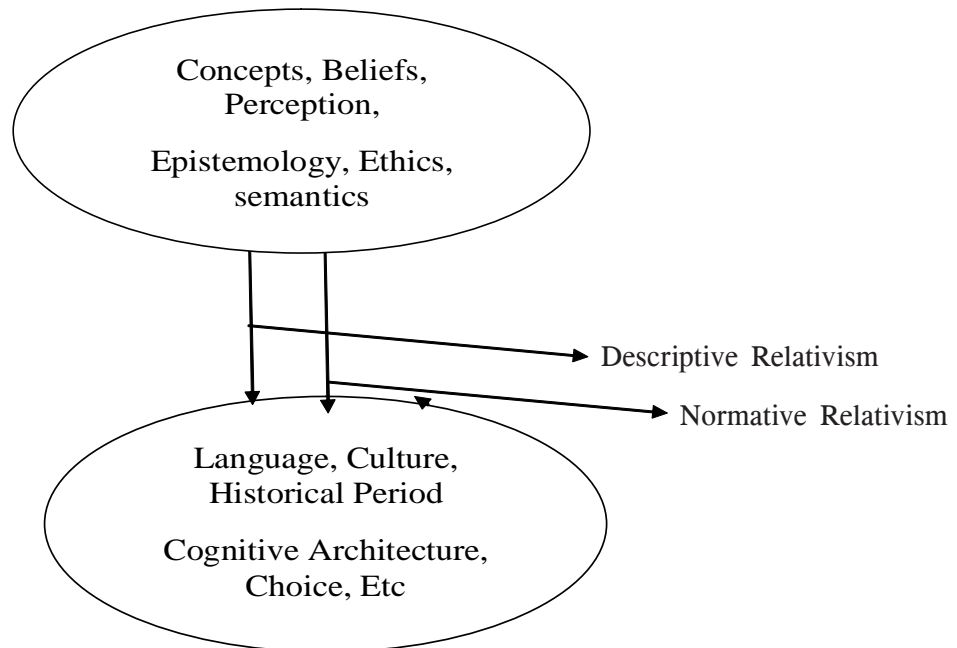 Concepts, Beliefs,
Perception,
Epistemology, Ethics,
semantics
Descriptive Relativism
Normative Relativism
Language, Culture,
Historical Period
Cognitive Architecture,
Choice, Etc